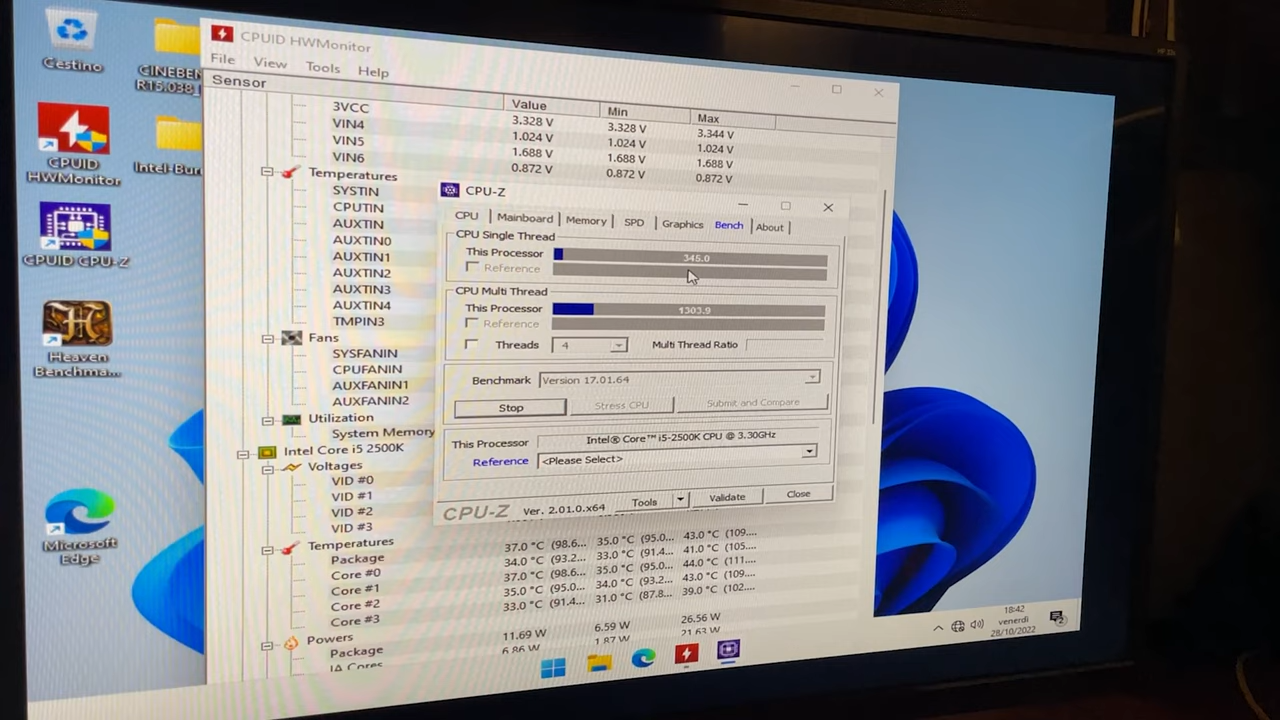 Cestino
CINEBEN
R15.038_
CPUID
HWMonitor
Intel-Bur
CPUID CPU-Z
Heaven
Benchma...
Microsoft
Edge
CPUID HWMonitor
File View Tools Help
Sensor Value Min Max
3VCC 3.328 V 3.328 V 3.344 V
VIN4 1.024 V 1.024 V 1.024 V
VIN5 1.688 V 1.688 V 1.688 V
VIN6 0.872 V 0.872 V 0.872 V
Temperatures
SYSTIN
CPUTIN
AUXTIN
AUXTIN0
AUXTIN1
AUXTIN2
AUXTIN3
AUXTIN4
TMPIN3
Fans
SYSFANIN
CPUFANIN
AUXFANIN1
AUXFANIN2
Utilization
System Memory
Intel Core i5 2500K
Voltages
VID #0
VID #1
VID #2
VID #3
Temperatures
Package 37.0 °C (98.6... 35.0 °C (95.0... 43.0 °C (109....
Core #0 34.0 °C (93.2... 33.0 °C (91.4... 41.0 °C (105....
Core #1 37.0 °C (98.6... 35.0 °C (95.0... 44.0 °C (111....
Core #2 35.0 °C (95.0... 34.0 °C (93.2... 43.0 °C (109....
Core #3 33.0 °C (91.4... 31.0 °C (87.8... 39.0 °C (102....
Powers
Package 11.69 W 6.59 W 26.56 W
IA Cores 6.86 W 1.87 W 21.63 W
CPU-Z
CPU Mainboard Memory SPD Graphics Bench About
CPU Single Thread
This Processor 345.0
Reference
CPU Multi Thread
This Processor 1303.9
Reference
Threads 4 Multi Thread Ratio
Benchmark Version 17.01.64
Stop Stress CPU Submit and Compare
This Processor Intel® Core™ i5-2500K CPU @ 3.30GHz
Reference <Please Select>
CPU-Z Ver. 2.01.0.x64 Tools Validate Close
18:42
venerdì
28/10/2022